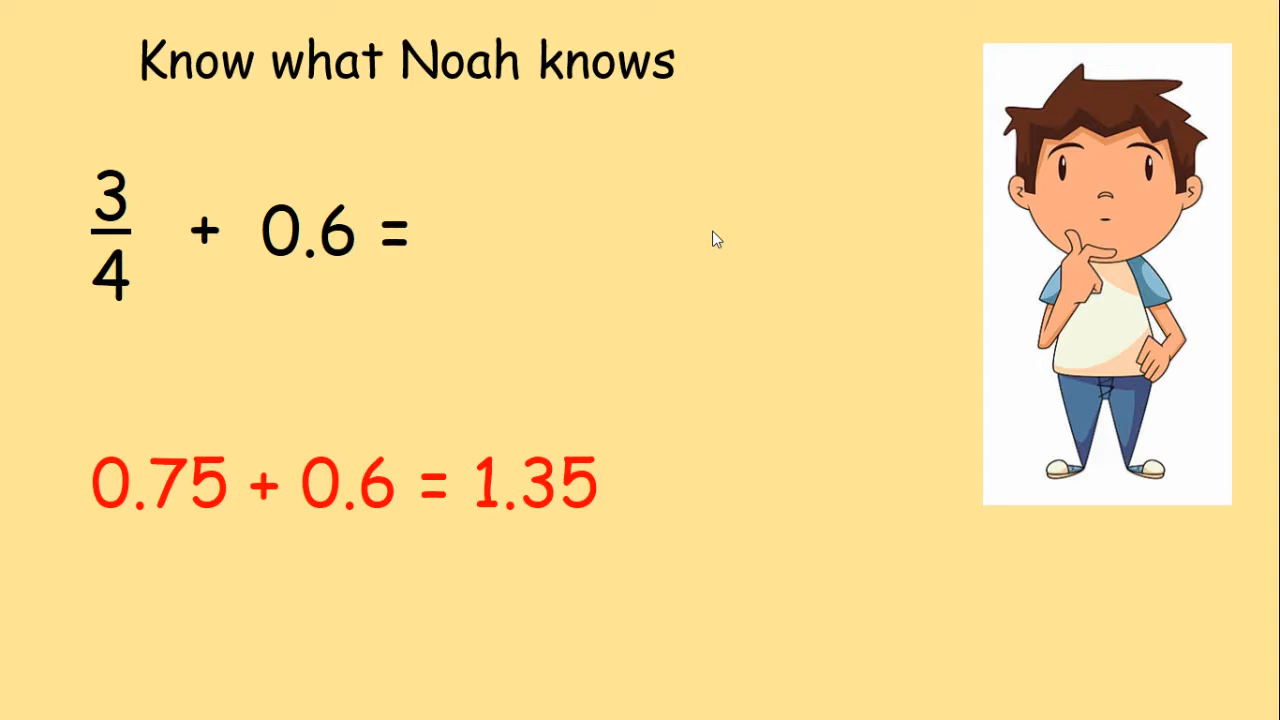 Know what Noah knows
3/4 + 0.6 =
0.75 + 0.6 = 1.35